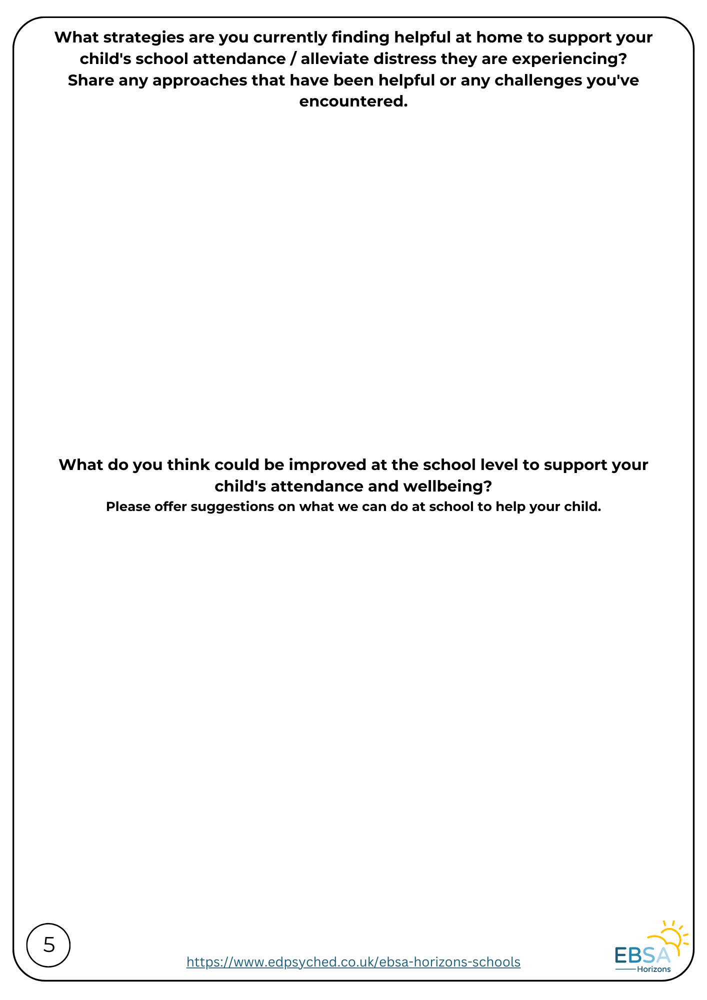 What strategies are you currently finding helpful at home to support your
child's school attendance / alleviate distress they are experiencing?
Share any approaches that have been helpful or any challenges you've
encountered.
What do you think could be improved at the school level to support your
child's attendance and wellbeing?
Please offer suggestions on what we can do at school to help your child.
5
https://www.edpsyched.co.uk/ebsa-horizons-schools
EBSA
Horizons